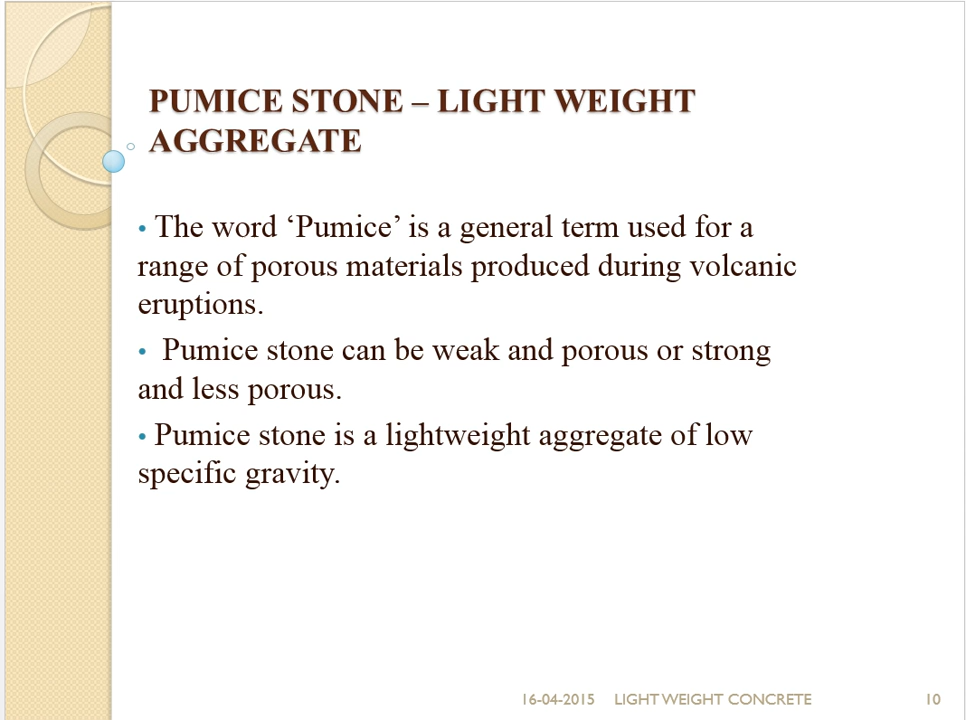 PUMICE STONE – LIGHT WEIGHT
AGGREGATE
• The word ‘Pumice’ is a general term used for a
range of porous materials produced during volcanic
eruptions.
• Pumice stone can be weak and porous or strong
and less porous.
• Pumice stone is a lightweight aggregate of low
specific gravity.
16-04-2015 LIGHT WEIGHT CONCRETE 10